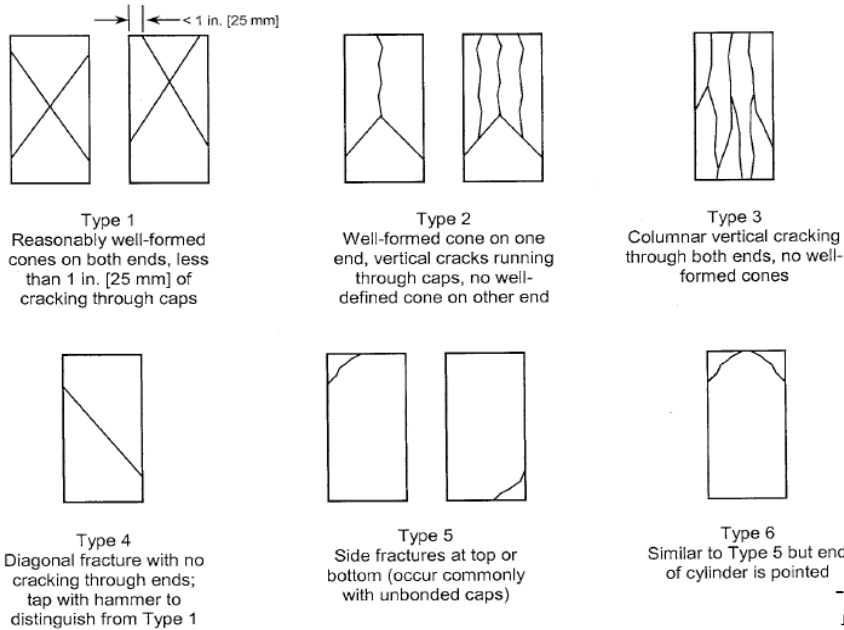 < 1 in. [25 mm]
Type 1
Reasonably well-formed
cones on both ends, less
than 1 in. [25 mm] of
cracking through caps
Type 2
Well-formed cone on one
end, vertical cracks running
through caps, no well-
defined cone on other end
Type 3
Columnar vertical cracking
through both ends, no well-
formed cones
Type 4
Diagonal fracture with no
cracking through ends;
tap with hammer to
distinguish from Type 1
Type 5
Side fractures at top or
bottom (occur commonly
with unbonded caps)
Type 6
Similar to Type 5 but end
of cylinder is pointed